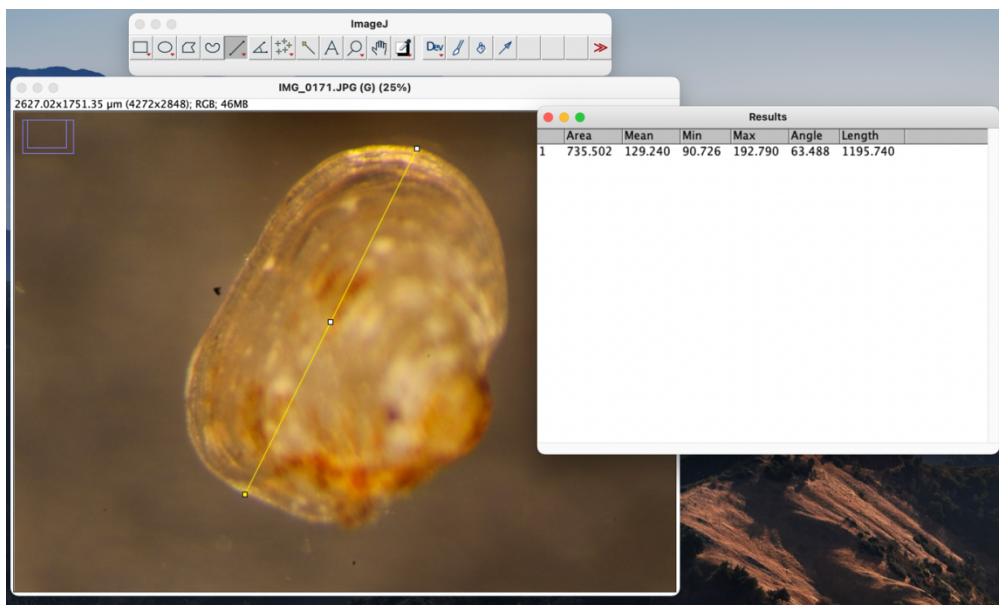 ImageJ
A Dev >>
IMG_0171.JPG (G) (25%)
2627.02x1751.35 µm (4272x2848); RGB; 46MB
Results
Area Mean Min Max Angle Length
1 735.502 129.240 90.726 192.790 63.488 1195.740